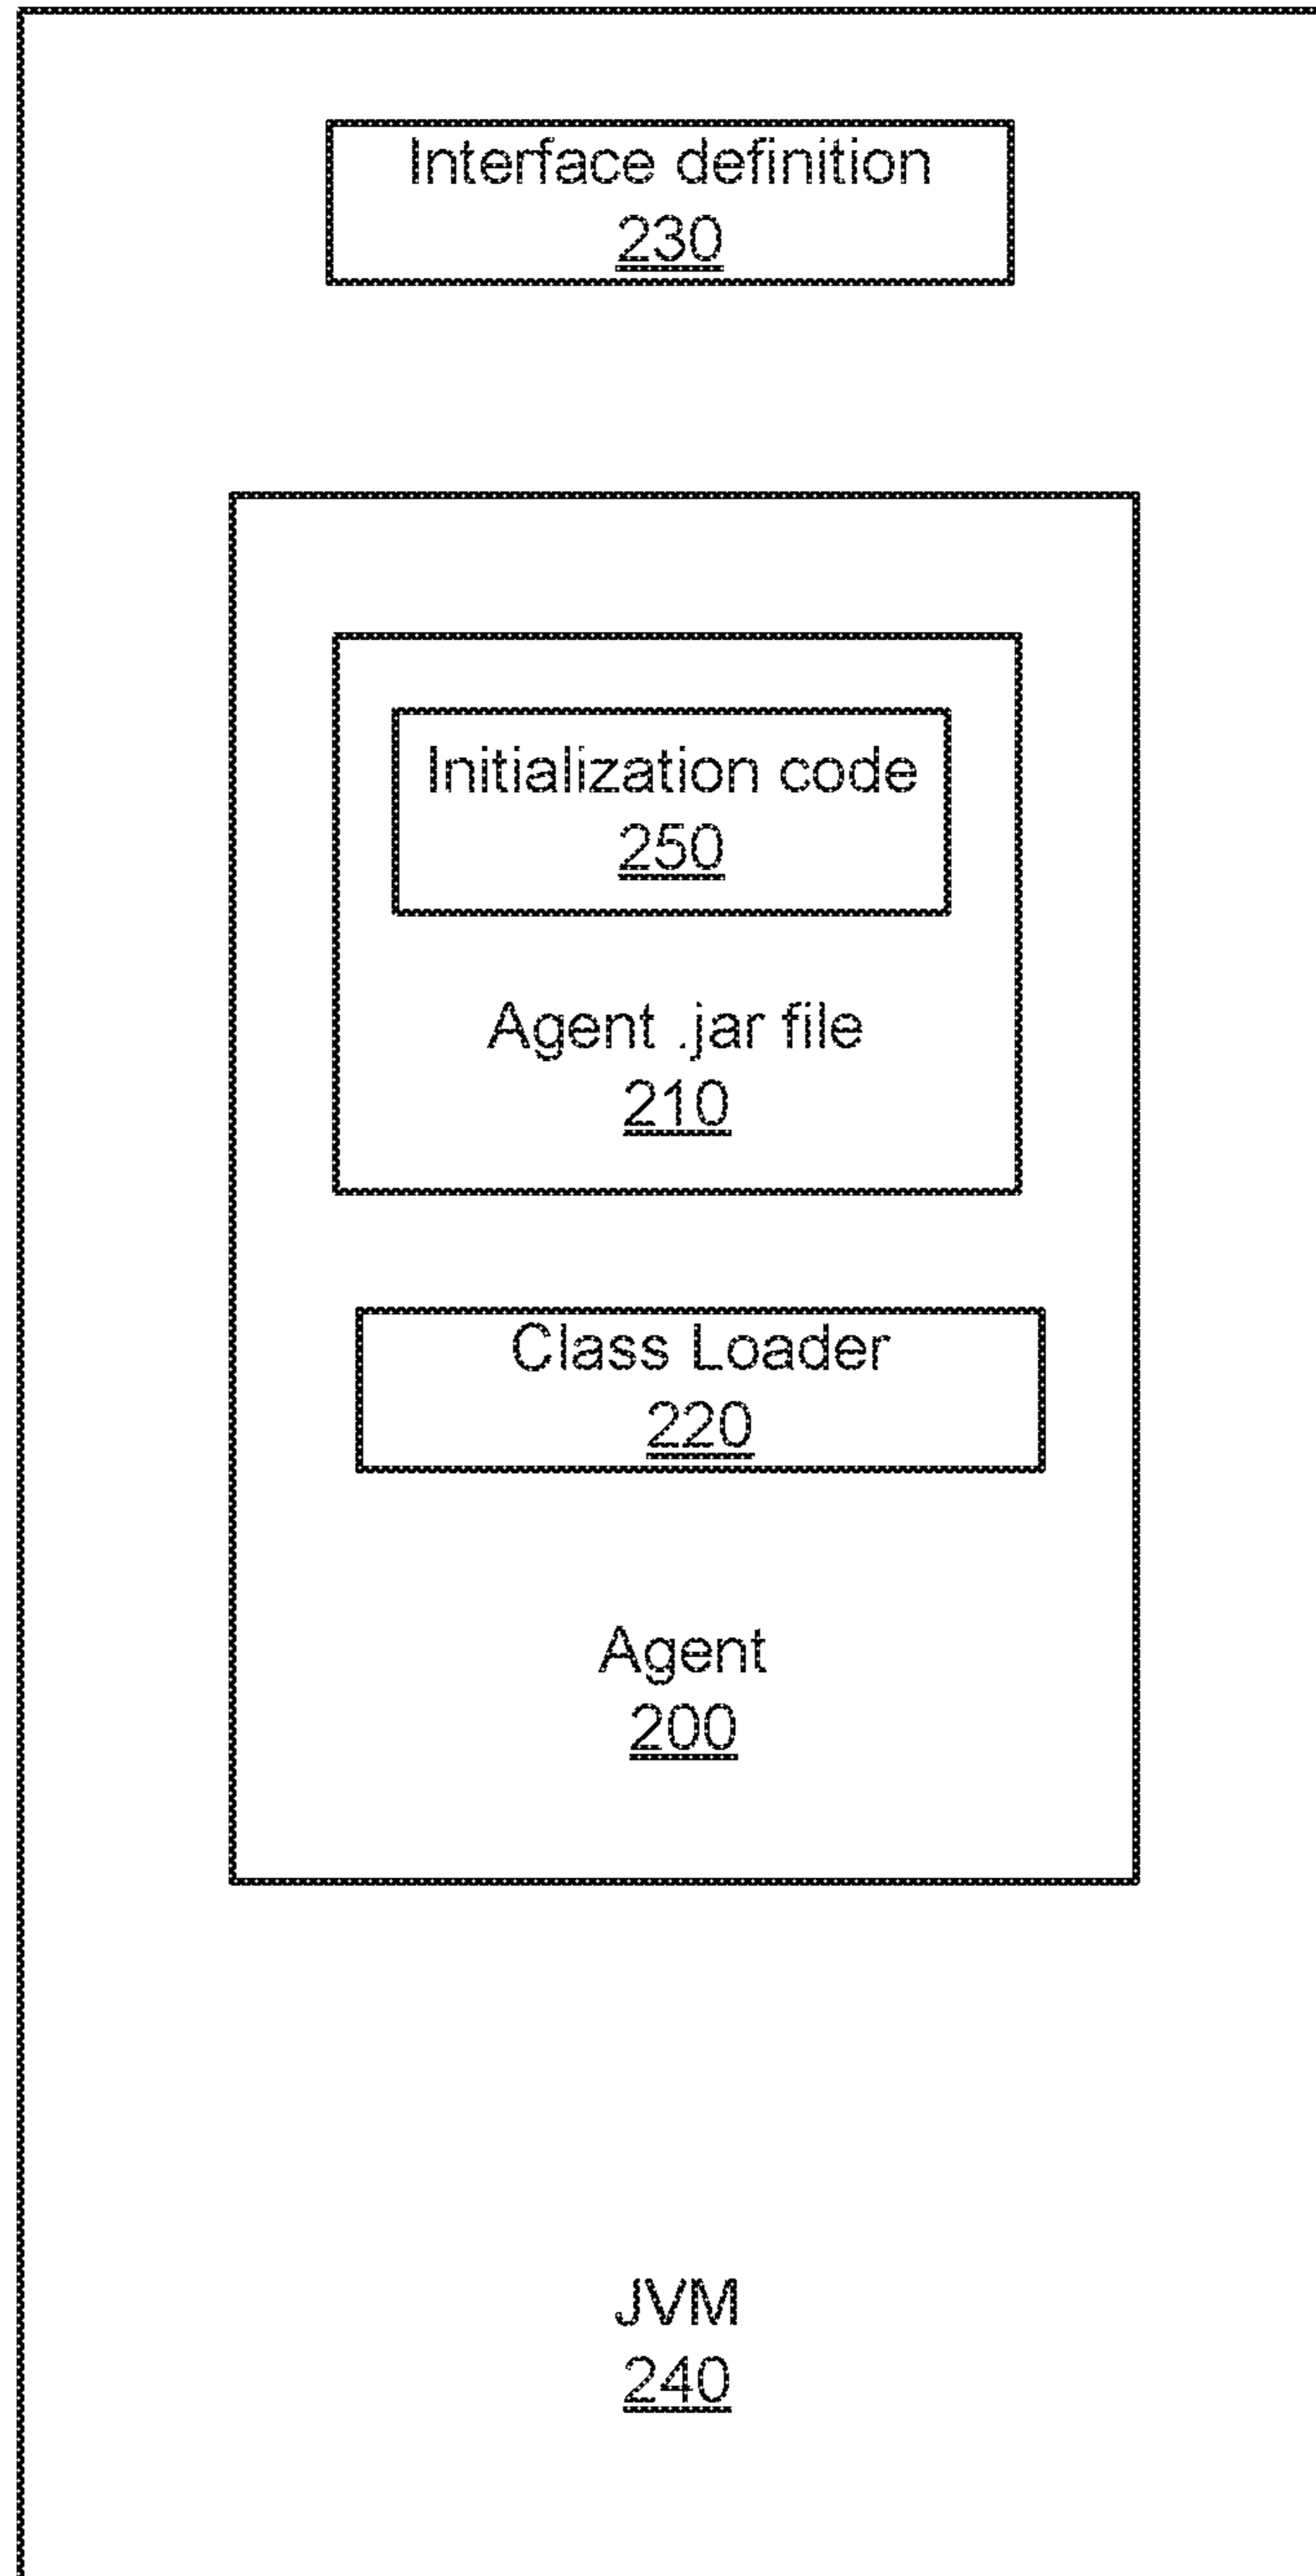 Interface definition
230
Initialization code
250
Agent .jar file
210
Class Loader
220
Agent
200
JVM
240